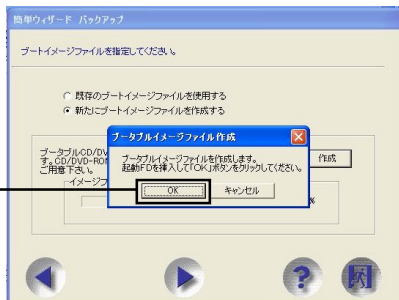 簡単ウィザード バックアップ
ブートイメージファイルを指定してください。
既存のブートイメージファイルを使用する
新たにブートイメージファイルを作成する
ブータブルイメージファイル作成
ブータブルCD/DV
す。CD/DVD-ROM
ご用意下さい。
ブータブルイメージファイルを作成します。
起動FDを挿入して「OK」ボタンをクリックしてください。
作成
イメージフ
OK
キャンセル
%
?